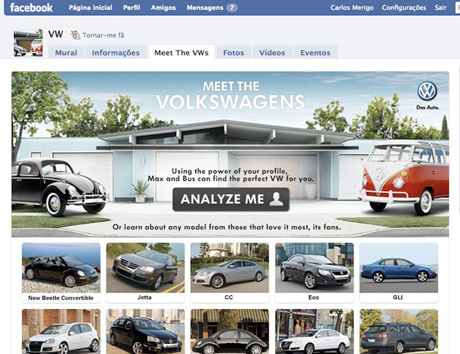 facebook Página inicial Perfil Amigos Mensagens 7 Carlos Merigo Configurações Sair
VW Tornar-me fã
Mural Informações Meet The VWs Fotos Vídeos Eventos
MEET THE
VOLKSWAGENS
Das Auto.
Using the power of your profile,
Max and Bus can find the perfect VW for you.
ANALYZE ME
Or learn about any model from those that love it most, its fans.
New Beetle Convertible Jetta CC Eos GLI